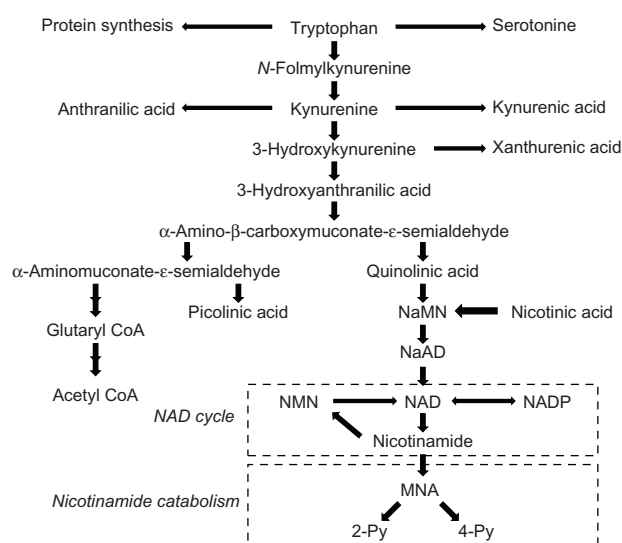 Protein synthesis Tryptophan Serotonine
N-Folmylkynurenine
Anthranilic acid Kynurenine Kynurenic acid
3-Hydroxykynurenine Xanthurenic acid
3-Hydroxyanthranilic acid
α-Amino-β-carboxymuconate-ε-semialdehyde
α-Aminomuconate-ε-semialdehyde Quinolinic acid
Picolinic acid NaMN Nicotinic acid
Glutaryl CoA
NaAD
Acetyl CoA
NMN NAD NADP
NAD cycle
Nicotinamide
MNA
Nicotinamide catabolism
2-Py 4-Py